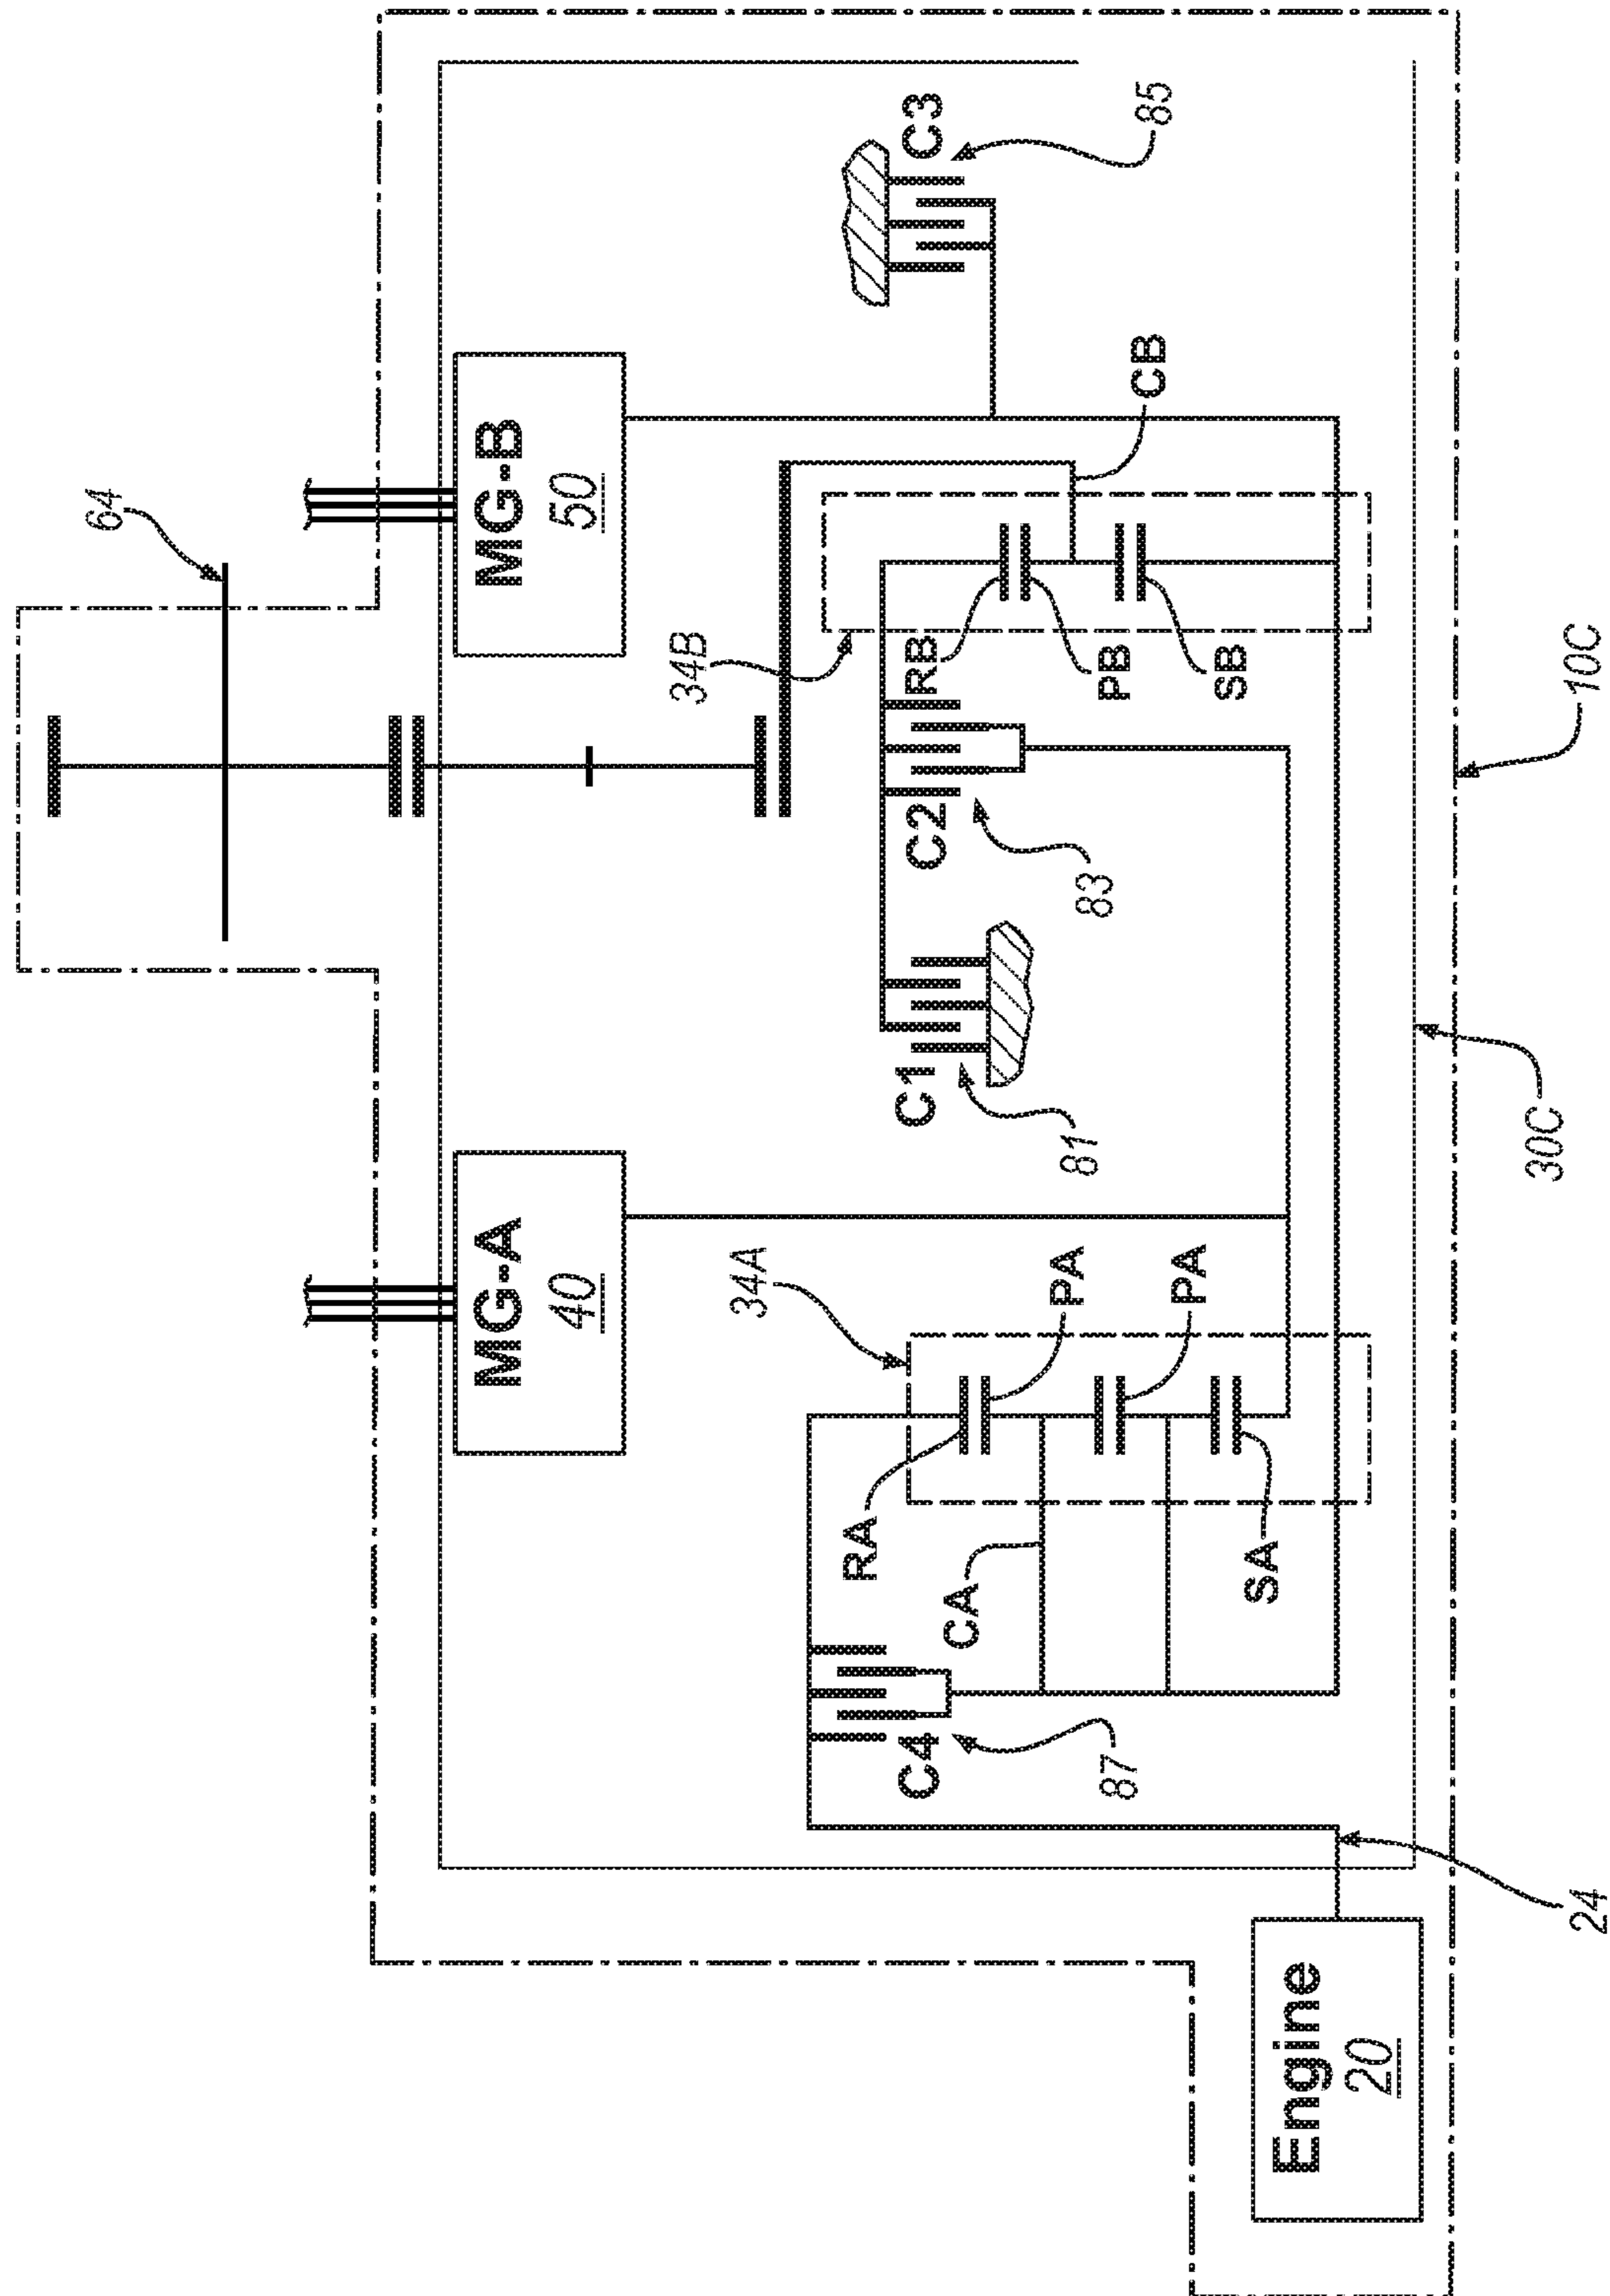 64
MG-A
40
MG-B
50
C3
85
34A
34B
CB
RA
PA
PA
CA
SA
C4
87
C1
81
C2
83
RB
PB
SB
Engine
20
24
30C
10C